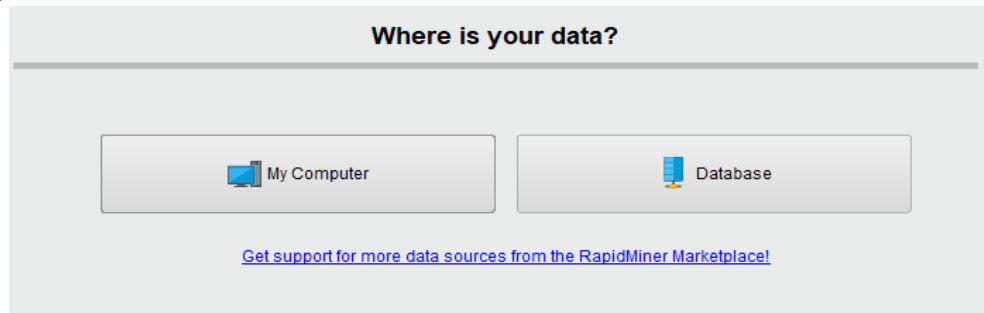 Where is your data?
My Computer
Database
Get support for more data sources from the RapidMiner Marketplace!